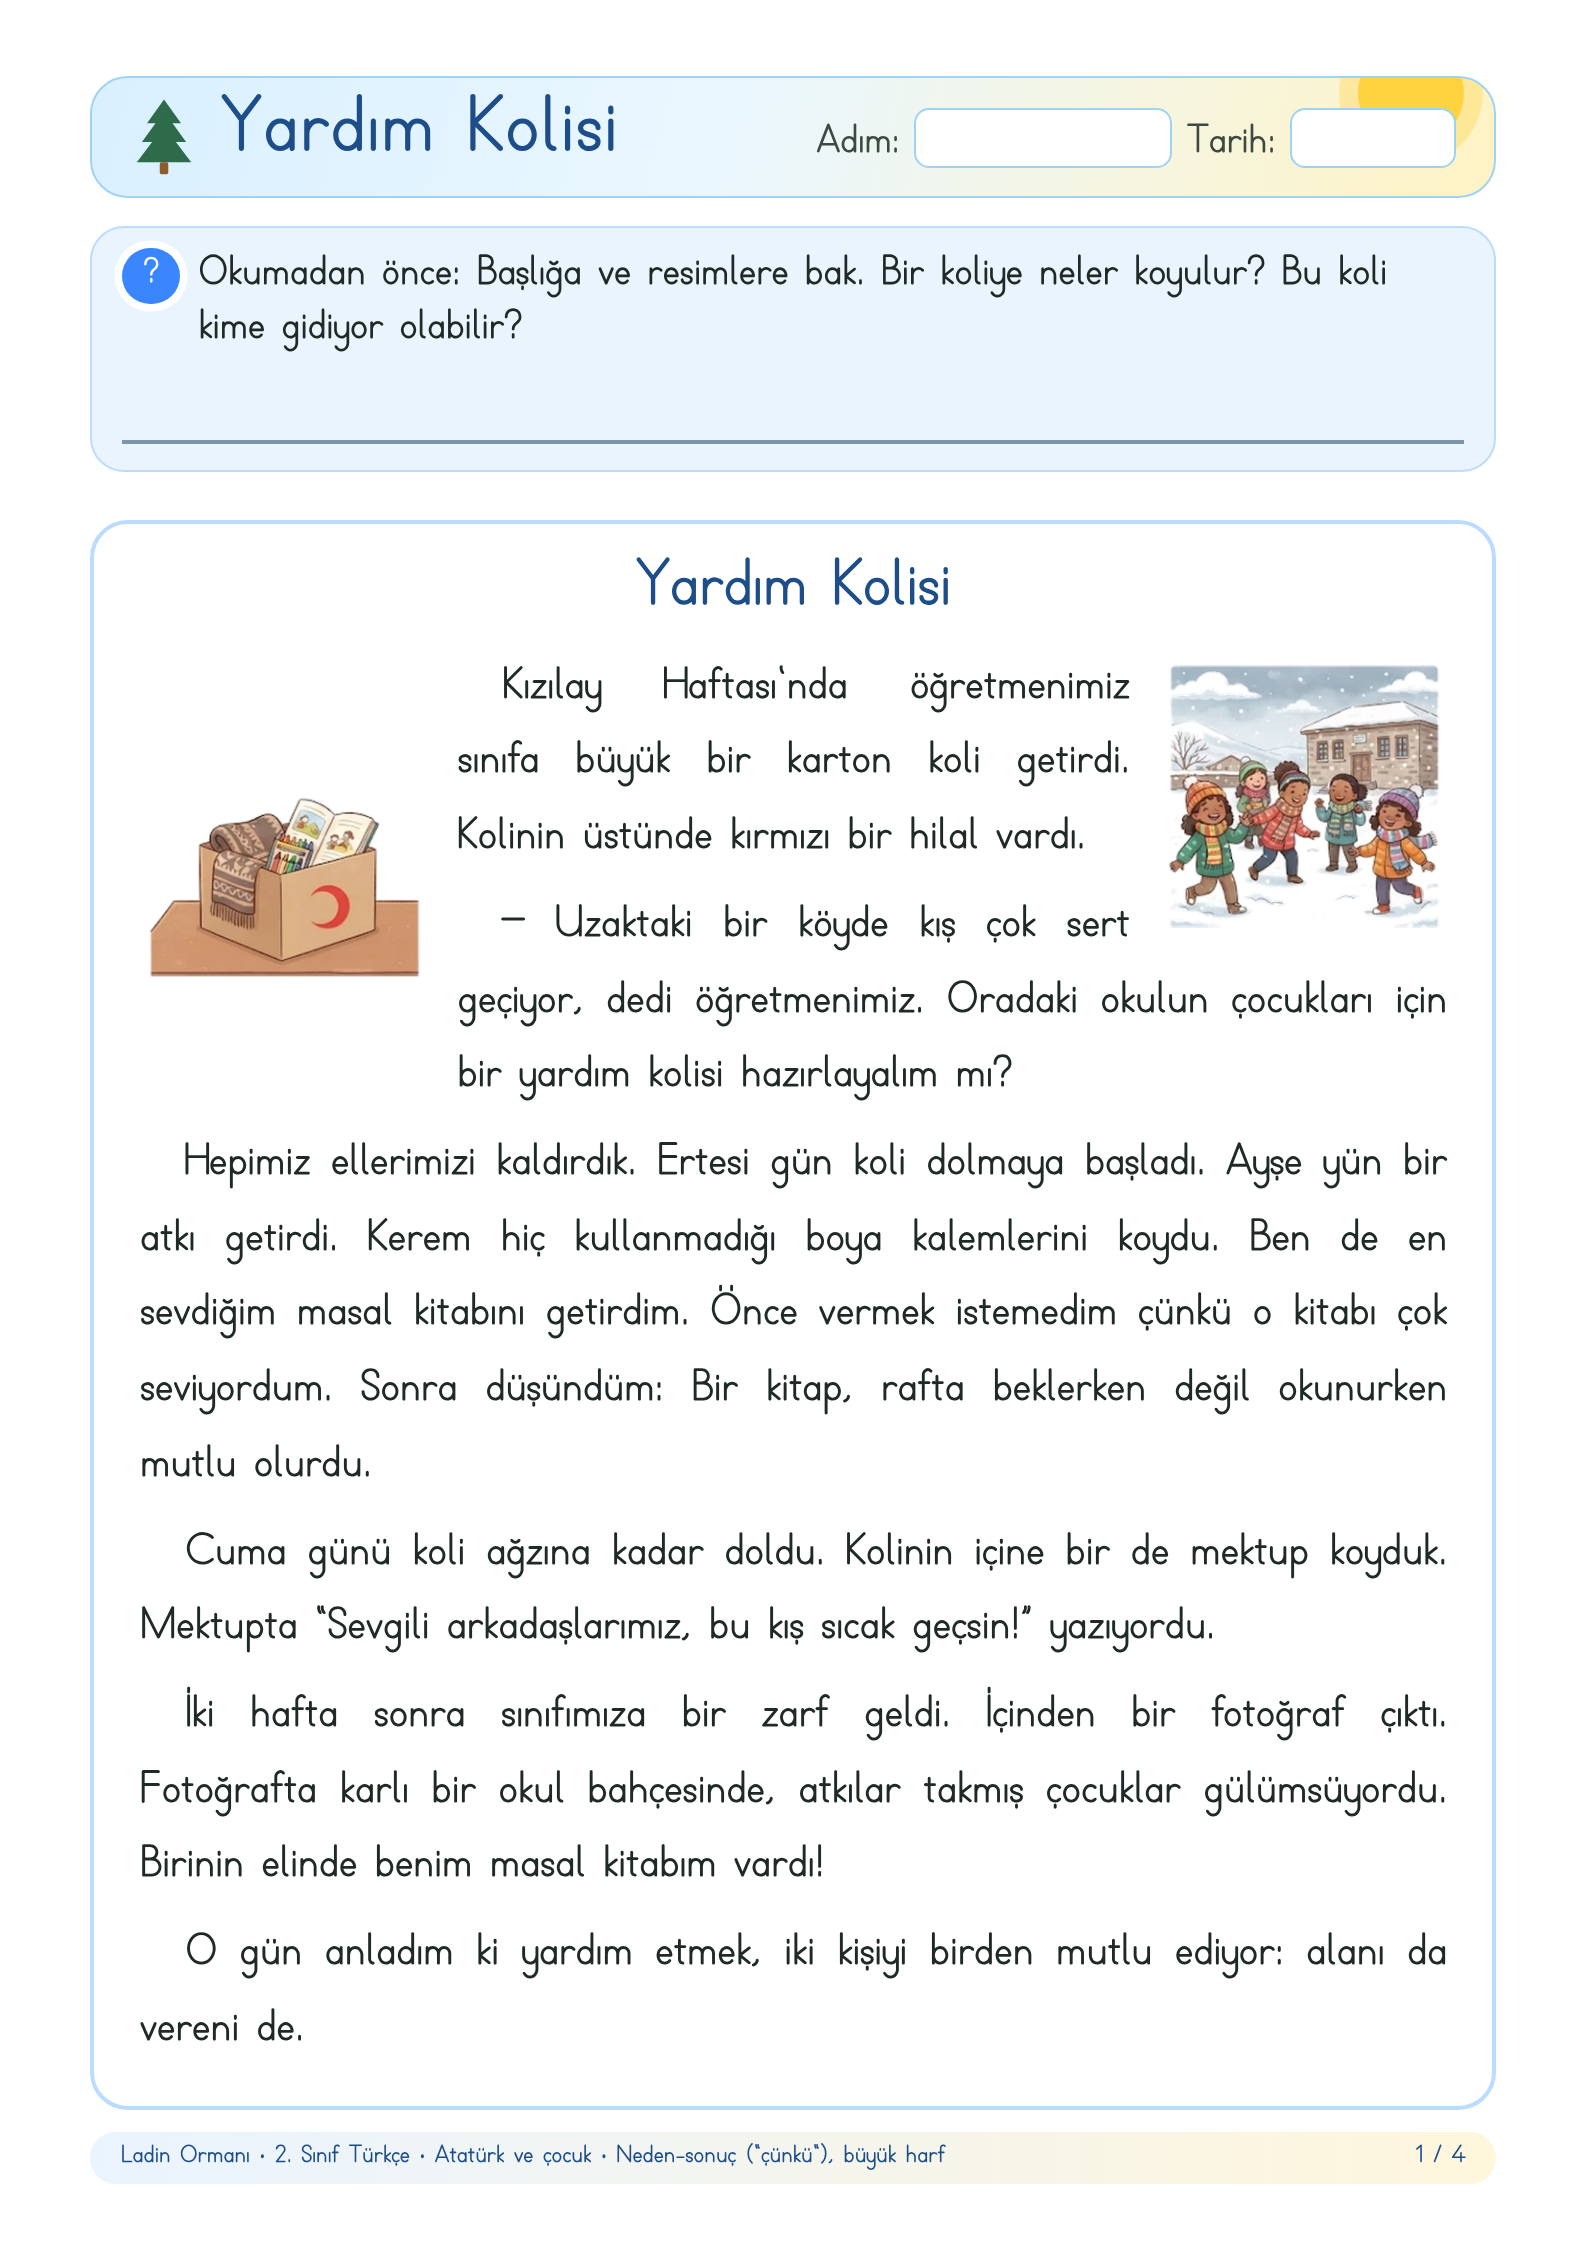 Yardım Kolisi
Adım:
Tarih:
?
Okumadan önce: Başlığa ve resimlere bak. Bir koliye neler koyulur? Bu koli
kime gidiyor olabilir?
Yardım Kolisi
Kızılay Haftası‘nda öğretmenimiz
sınıfa büyük bir karton koli getirdi.
Kolinin üstünde kırmızı bir hilal vardı.
– Uzaktaki bir köyde kış çok sert
geçiyor, dedi öğretmenimiz. Oradaki okulun çocukları için
bir yardım kolisi hazırlayalım mı?
Hepimiz ellerimizi kaldırdık. Ertesi gün koli dolmaya başladı. Ayşe yün bir
atkı getirdi. Kerem hiç kullanmadığı boya kalemlerini koydu. Ben de en
sevdiğim masal kitabını getirdim. Önce vermek istemedim çünkü o kitabı çok
seviyordum. Sonra düşündüm: Bir kitap, rafta beklerken değil okunurken
mutlu olurdu.
Cuma günü koli ağzına kadar doldu. Kolinin içine bir de mektup koyduk.
Mektupta “Sevgili arkadaşlarımız, bu kış sıcak geçsin!” yazıyordu.
İki hafta sonra sınıfımıza bir zarf geldi. İçinden bir fotoğraf çıktı.
Fotoğrafta karlı bir okul bahçesinde, atkılar takmış çocuklar gülümsüyordu.
Birinin elinde benim masal kitabım vardı!
O gün anladım ki yardım etmek, iki kişiyi birden mutlu ediyor: alanı da
vereni de.
Ladin Ormanı • 2. Sınıf Türkçe • Atatürk ve çocuk • Neden-sonuç (“çünkü“), büyük harf
1 / 4